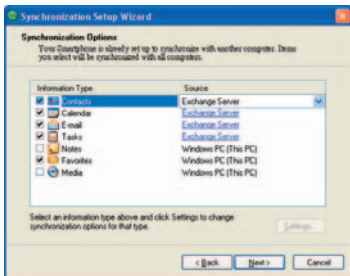 Synchronization Setup Wizard
Synchronization Options
Your Smartphone is already set up to synchronize with another computer. Items
you select will be synchronized with all computers.
Information Type Source
Contacts Exchange Server
Calendar Exchange Server
E-mail Exchange Server
Tasks Exchange Server
Notes Windows PC (This PC)
Favorites Windows PC (This PC)
Media Windows PC (This PC)
Select an information type above and click Settings to change
synchronization options for that type.
Settings...
< Back Next > Cancel